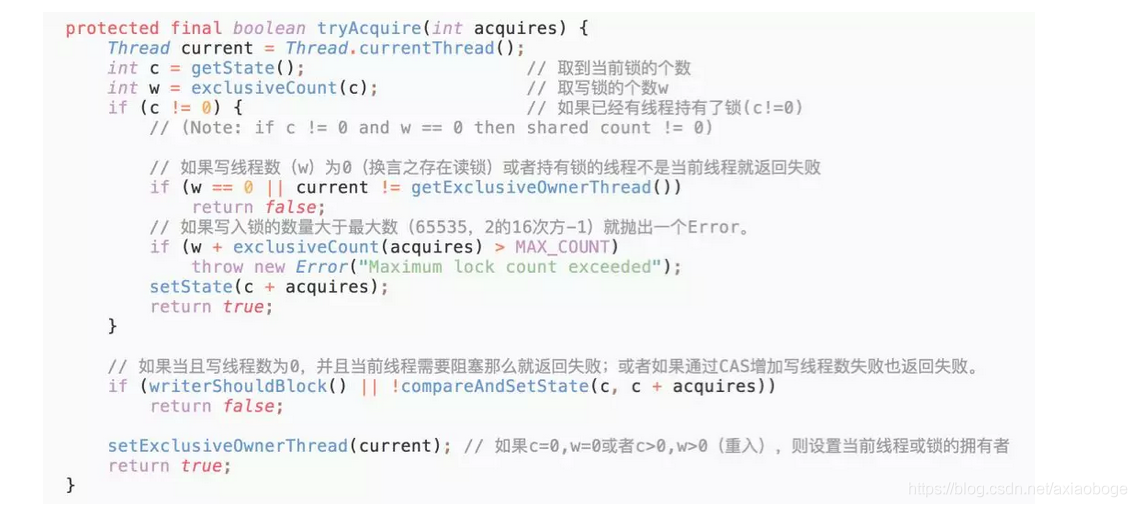 protected final boolean tryAcquire(int acquires) {
Thread current = Thread.currentThread();
int c = getState(); // 取到当前锁的个数
int w = exclusiveCount(c); // 取写锁的个数w
if (c != 0) { // 如果已经有线程持有了锁(c!=0)
// (Note: if c != 0 and w == 0 then shared count != 0)
// 如果写线程数（w）为0（换言之存在读锁）或者持有锁的线程不是当前线程就返回失败
if (w == 0 || current != getExclusiveOwnerThread())
return false;
// 如果写入锁的数量大于最大数（65535，2的16次方-1）就抛出一个Error。
if (w + exclusiveCount(acquires) > MAX_COUNT)
throw new Error("Maximum lock count exceeded");
setState(c + acquires);
return true;
}
// 如果当且写线程数为0，并且当前线程需要阻塞那么就返回失败；或者如果通过CAS增加写线程数失败也返回失败。
if (writerShouldBlock() || !compareAndSetState(c, c + acquires))
return false;
setExclusiveOwnerThread(current); // 如果c=0,w=0或者c>0,w>0（重入），则设置当前线程或锁的拥有者
return true;
}
https://blog.csdn.net/axiaoboge